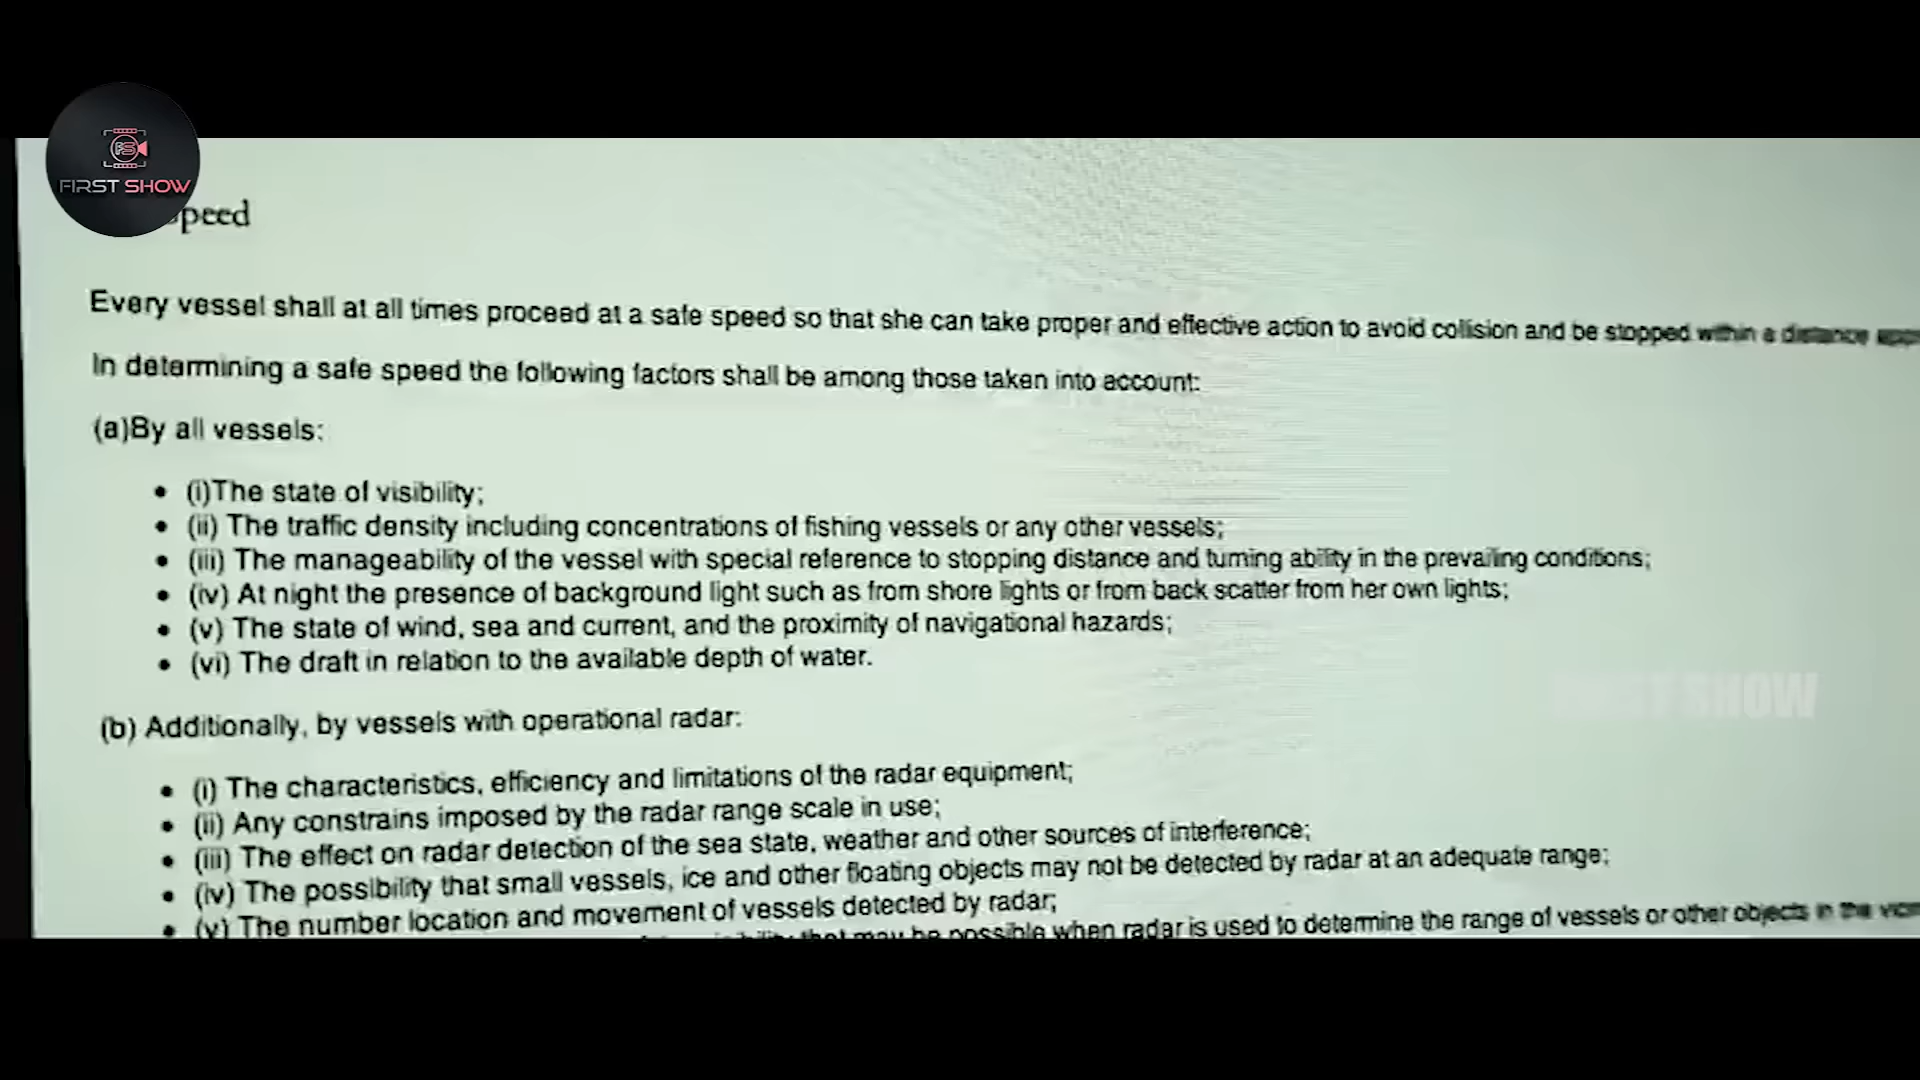 FIRST SHOW
peed
Every vessel shall at all times proceed at a safe speed so that she can take proper and effective action to avoid collision and be stopped within a distance
In determining a safe speed the following factors shall be among those taken into account:
(a)By all vessels:
• (i)The state of visibility;
• (ii) The traffic density including concentrations of fishing vessels or any other vessels;
• (iii) The manageability of the vessel with special reference to stopping distance and turning ability in the prevailing conditions;
• (iv) At night the presence of background light such as from shore lights or from back scatter from her own lights;
• (v) The state of wind, sea and current, and the proximity of navigational hazards;
• (vi) The draft in relation to the available depth of water.
FIRST SHOW
(b) Additionally, by vessels with operational radar:
• (i) The characteristics, efficiency and limitations of the radar equipment;
• (ii) Any constrains imposed by the radar range scale in use;
• (iii) The effect on radar detection of the sea state, weather and other sources of interference;
• (iv) The possibility that small vessels, ice and other floating objects may not be detected by radar at an adequate range;
• (v) The number location and movement of vessels detected by radar;
that may be possible when radar is used to determine the range of vessels or other objects in the